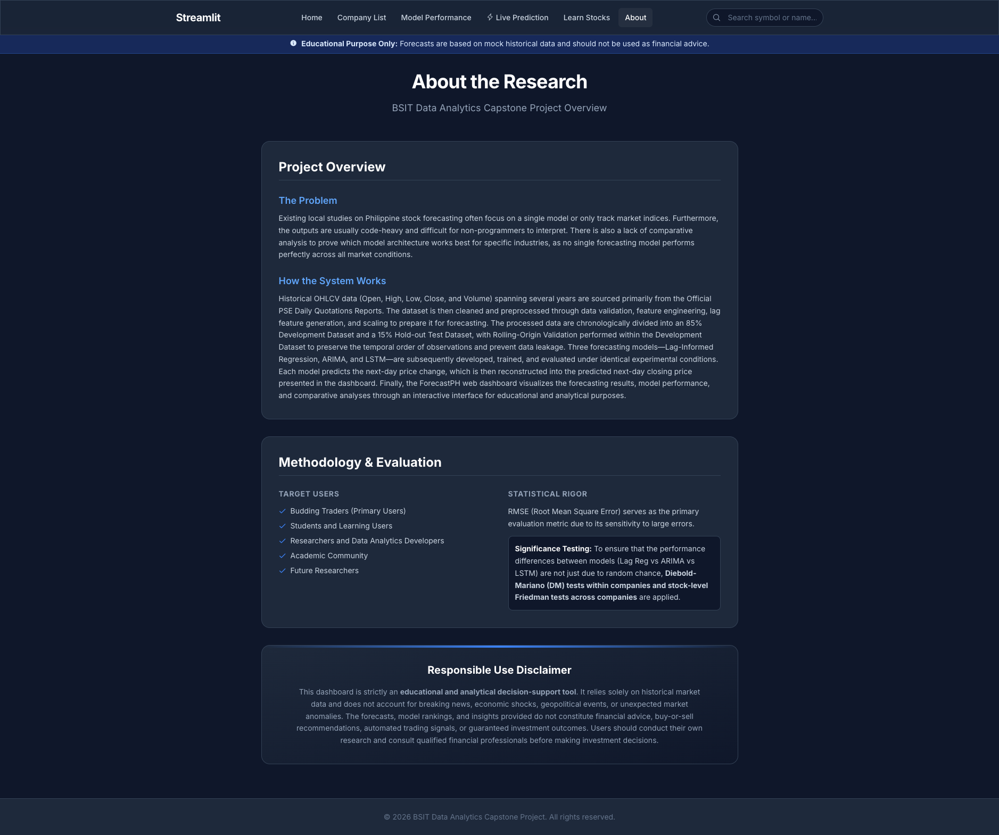 Streamlit
Home
Company List
Model Performance
Live Prediction
Learn Stocks
About
Search symbol or name...
Educational Purpose Only: Forecasts are based on mock historical data and should not be used as financial advice.
About the Research
BSIT Data Analytics Capstone Project Overview
Project Overview
The Problem
Existing local studies on Philippine stock forecasting often focus on a single model or only track market indices. Furthermore,
the outputs are usually code-heavy and difficult for non-programmers to interpret. There is also a lack of comparative
analysis to prove which model architecture works best for specific industries, as no single forecasting model performs
perfectly across all market conditions.
How the System Works
Historical OHLCV data (Open, High, Low, Close, and Volume) spanning several years are sourced primarily from the Official
PSE Daily Quotations Reports. The dataset is then cleaned and preprocessed through data validation, feature engineering, lag
feature generation, and scaling to prepare it for forecasting. The processed data are chronologically divided into an 85%
Development Dataset and a 15% Hold-out Test Dataset, with Rolling-Origin Validation performed within the Development
Dataset to preserve the temporal order of observations and prevent data leakage. Three forecasting models—Lag-Informed
Regression, ARIMA, and LSTM—are subsequently developed, trained, and evaluated under identical experimental conditions.
Each model predicts the next-day price change, which is then reconstructed into the predicted next-day closing price
presented in the dashboard. Finally, the ForecastPH web dashboard visualizes the forecasting results, model performance,
and comparative analyses through an interactive interface for educational and analytical purposes.
Methodology & Evaluation
TARGET USERS
Budding Traders (Primary Users)
Students and Learning Users
Researchers and Data Analytics Developers
Academic Community
Future Researchers
STATISTICAL RIGOR
RMSE (Root Mean Square Error) serves as the primary
evaluation metric due to its sensitivity to large errors.
Significance Testing: To ensure that the performance
differences between models (Lag Reg vs ARIMA vs
LSTM) are not just due to random chance, Diebold-
Mariano (DM) tests within companies and stock-level
Friedman tests across companies are applied.
Responsible Use Disclaimer
This dashboard is strictly an educational and analytical decision-support tool. It relies solely on historical market
data and does not account for breaking news, economic shocks, geopolitical events, or unexpected market
anomalies. The forecasts, model rankings, and insights provided do not constitute financial advice, buy-or-sell
recommendations, automated trading signals, or guaranteed investment outcomes. Users should conduct their own
research and consult qualified financial professionals before making investment decisions.
© 2026 BSIT Data Analytics Capstone Project. All rights reserved.